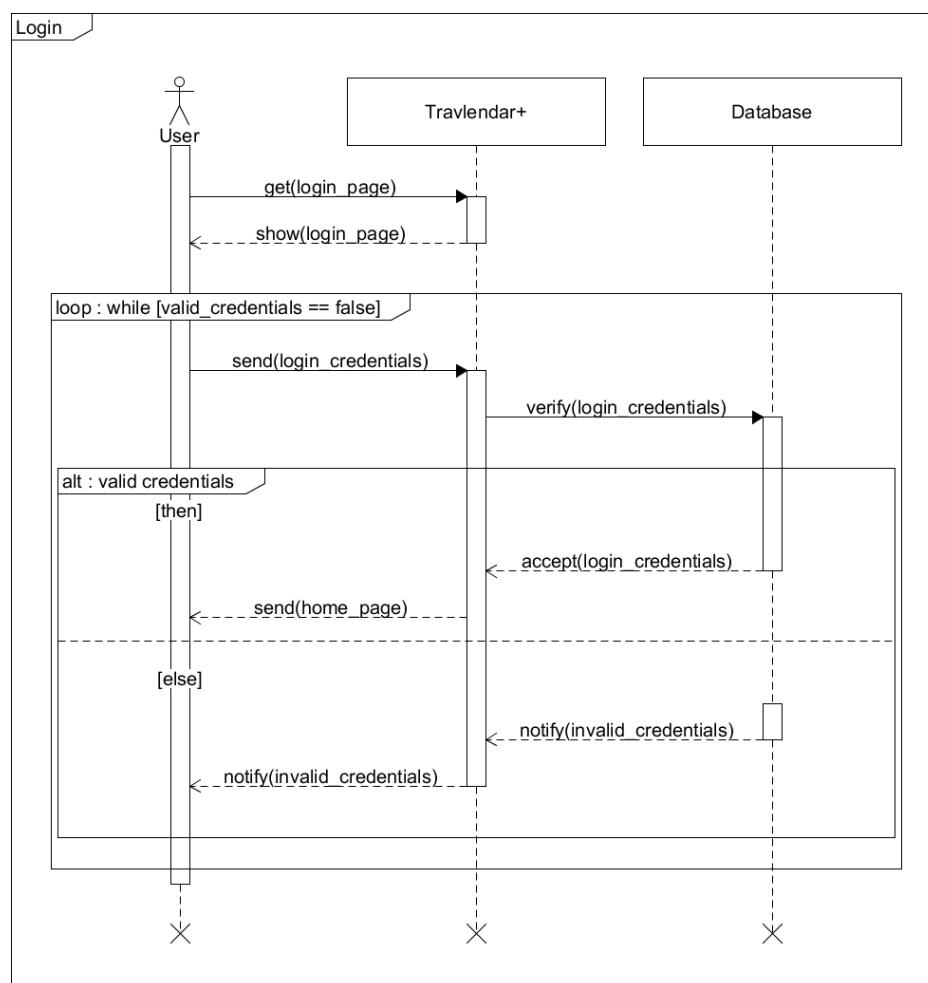 Login
User
Travlendar+
Database
get(login_page)
show(login_page)
loop : while [valid_credentials == false]
send(login_credentials)
verify(login_credentials)
alt : valid credentials
[then]
accept(login_credentials)
send(home_page)
[else]
notify(invalid_credentials)
notify(invalid_credentials)